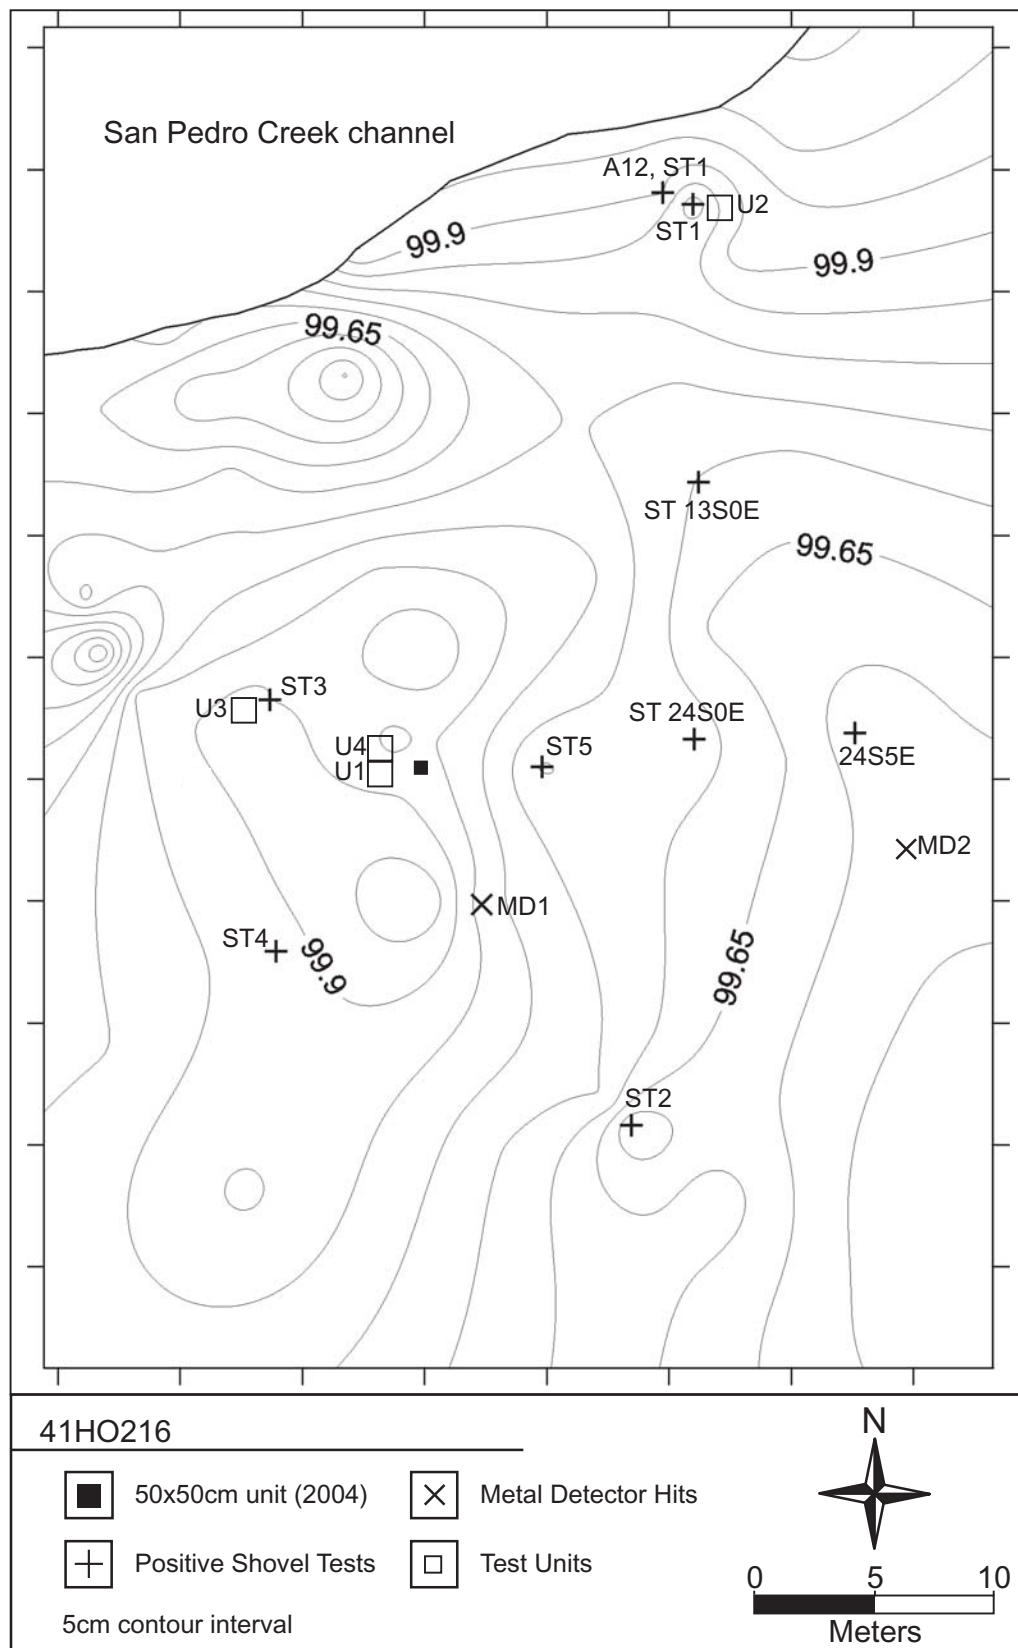 San Pedro Creek channel
A12, ST1
U2
ST1
99.9
99.9
99.65
ST 13S0E
99.65
ST3
U3
ST 24S0E
U4
ST5
24S5E
U1
MD2
MD1
ST4
99.9
99.65
ST2
41HO216
N
50x50cm unit (2004)
Metal Detector Hits
Positive Shovel Tests
Test Units
0 5 10
5cm contour interval
Meters